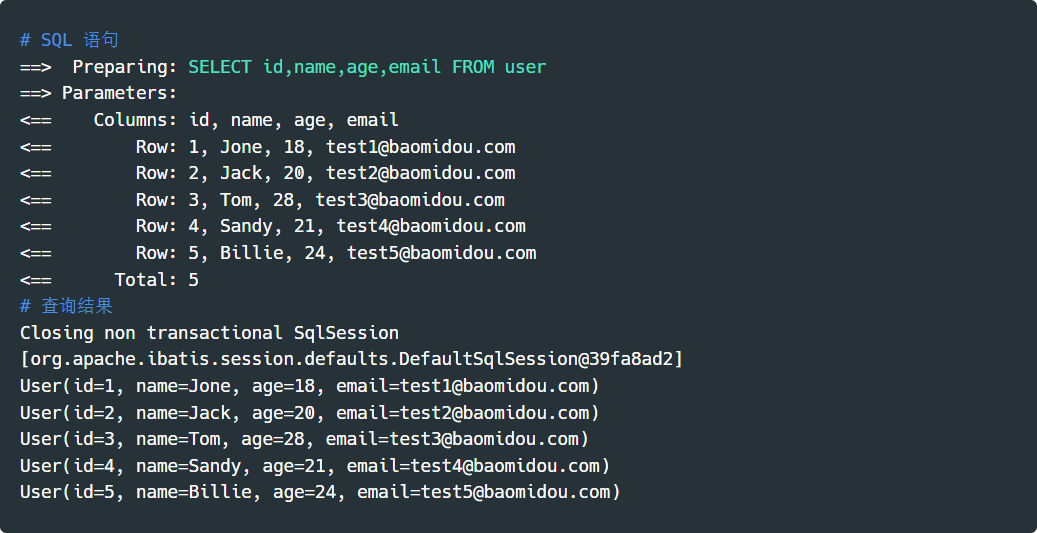 # SQL 语句
==>  Preparing: SELECT id,name,age,email FROM user
==> Parameters:
<==    Columns: id, name, age, email
<==        Row: 1, Jone, 18, test1@baomidou.com
<==        Row: 2, Jack, 20, test2@baomidou.com
<==        Row: 3, Tom, 28, test3@baomidou.com
<==        Row: 4, Sandy, 21, test4@baomidou.com
<==        Row: 5, Billie, 24, test5@baomidou.com
<==      Total: 5
# 查询结果
Closing non transactional SqlSession
[org.apache.ibatis.session.defaults.DefaultSqlSession@39fa8ad2]
User(id=1, name=Jone, age=18, email=test1@baomidou.com)
User(id=2, name=Jack, age=20, email=test2@baomidou.com)
User(id=3, name=Tom, age=28, email=test3@baomidou.com)
User(id=4, name=Sandy, age=21, email=test4@baomidou.com)
User(id=5, name=Billie, age=24, email=test5@baomidou.com)